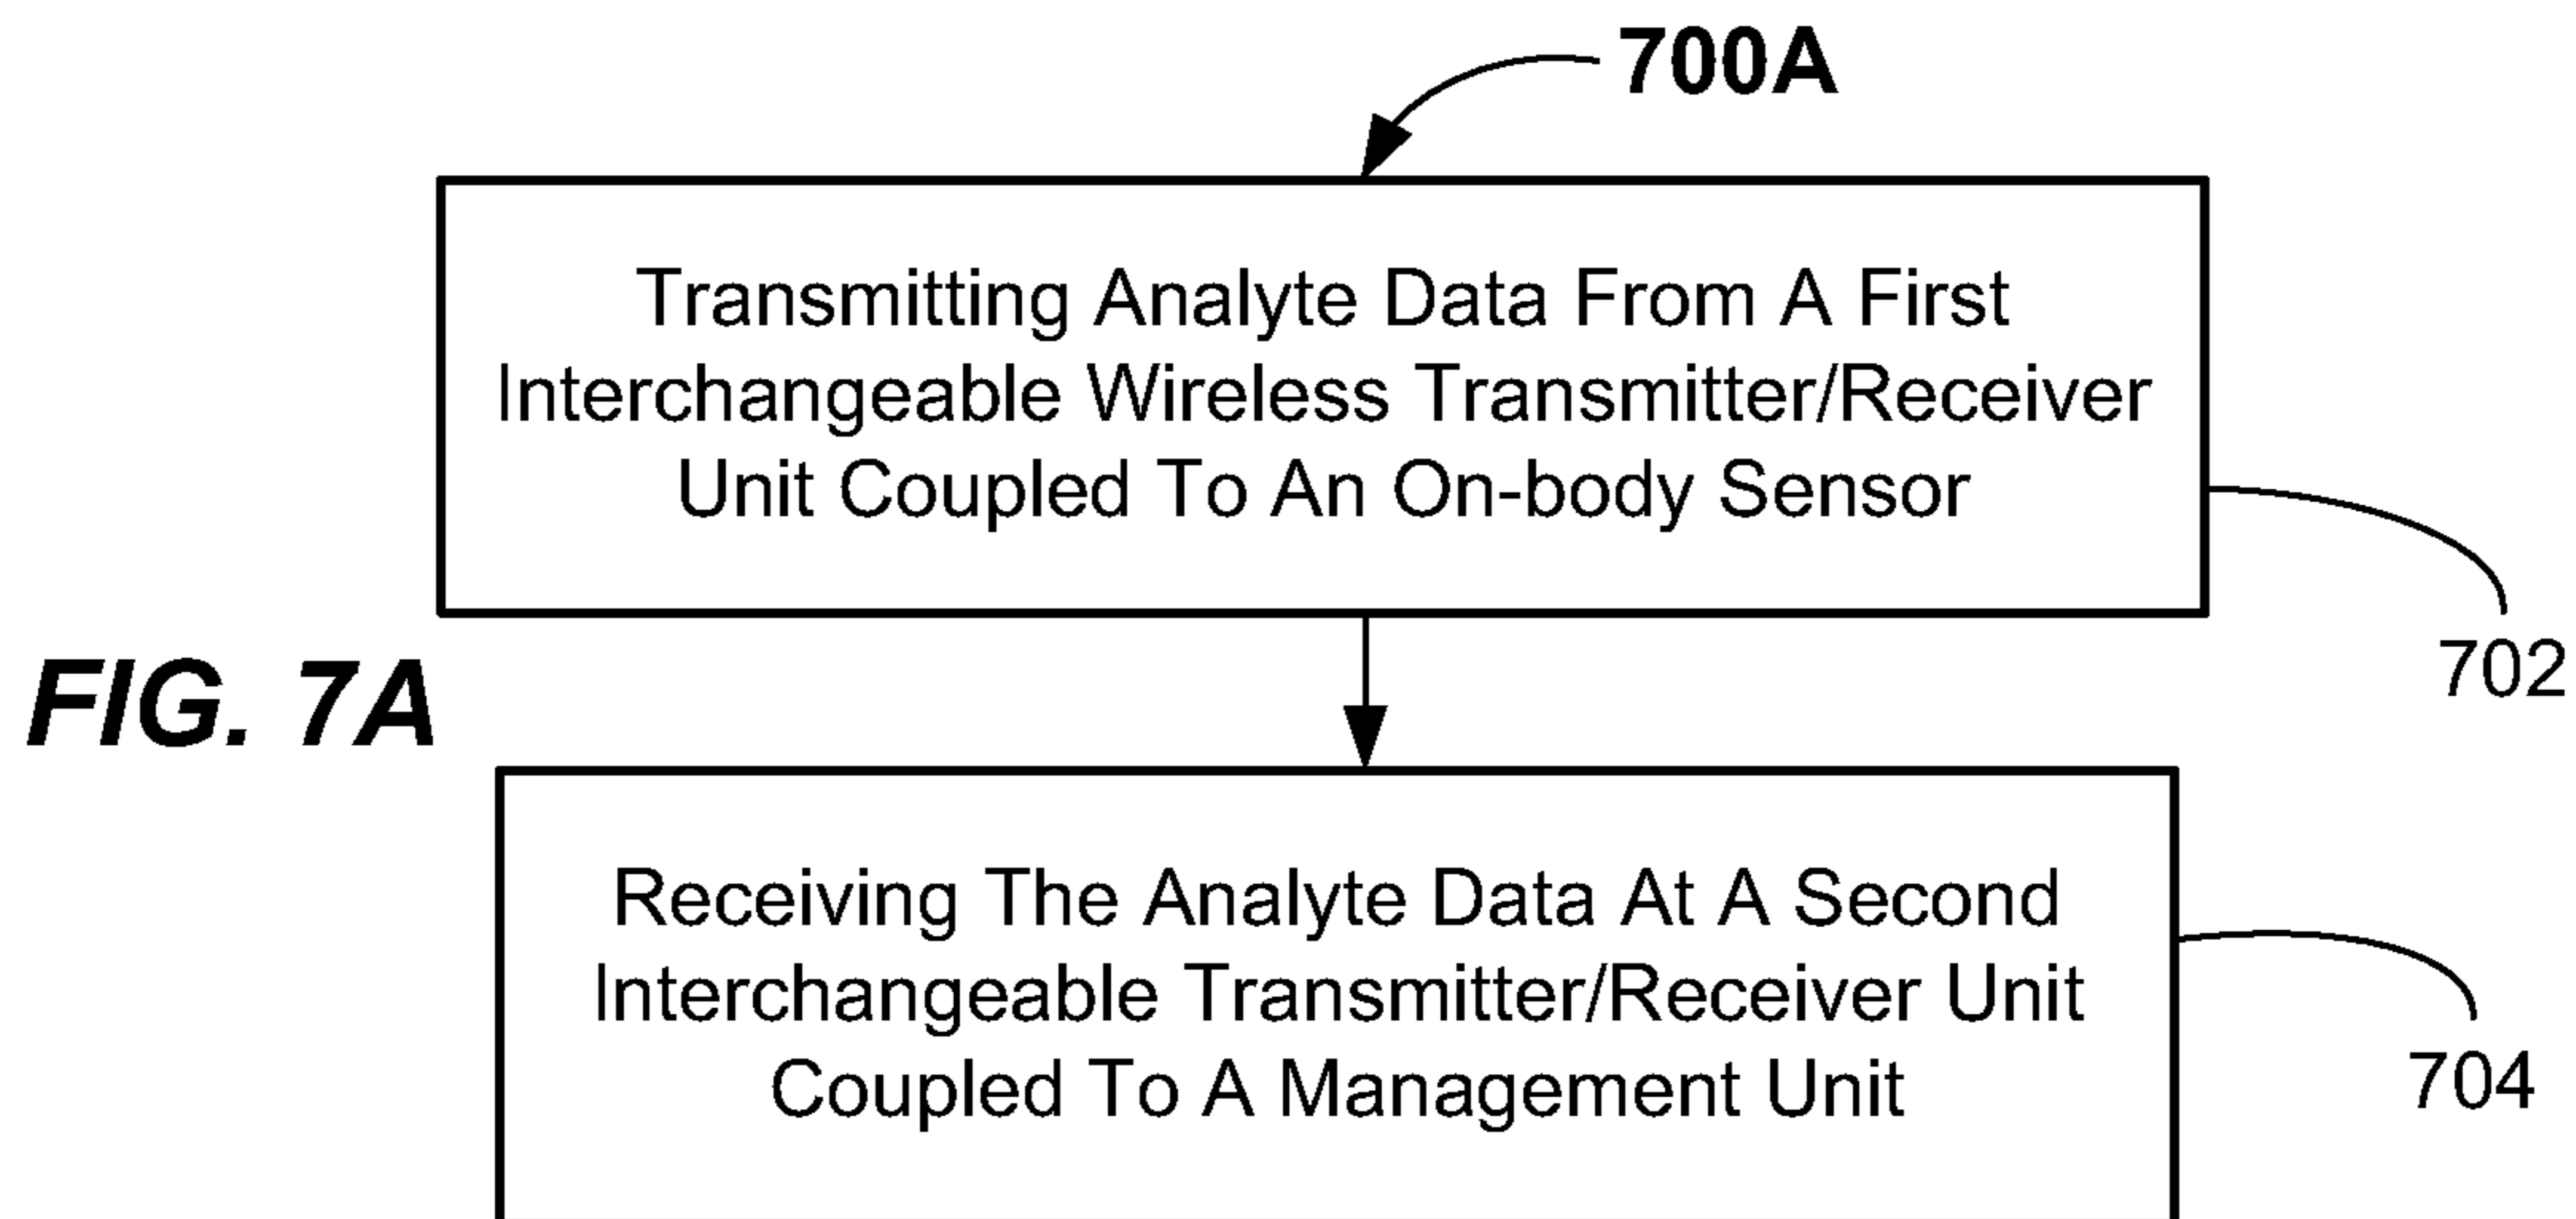 700A
Transmitting Analyte Data From A First
Interchangeable Wireless Transmitter/Receiver
Unit Coupled To An On-body Sensor
702
FIG. 7A
Receiving The Analyte Data At A Second
Interchangeable Transmitter/Receiver Unit
Coupled To A Management Unit
704